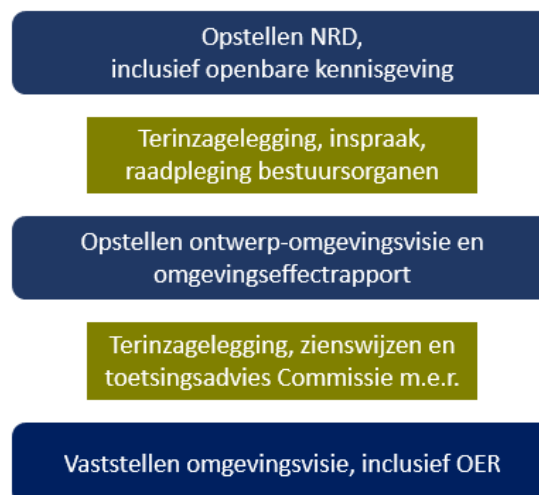 Opstellen NRD,
inclusief openbare kennisgeving
Terinzagelegging, inspraak,
raadpleging bestuursorganen
Opstellen ontwerp-omgevingsvisie en
omgevingseffectrapport
Terinzagelegging, zienswijzen en
toetsingsadvies Commissie m.e.r.
Vaststellen omgevingsvisie, inclusief OER